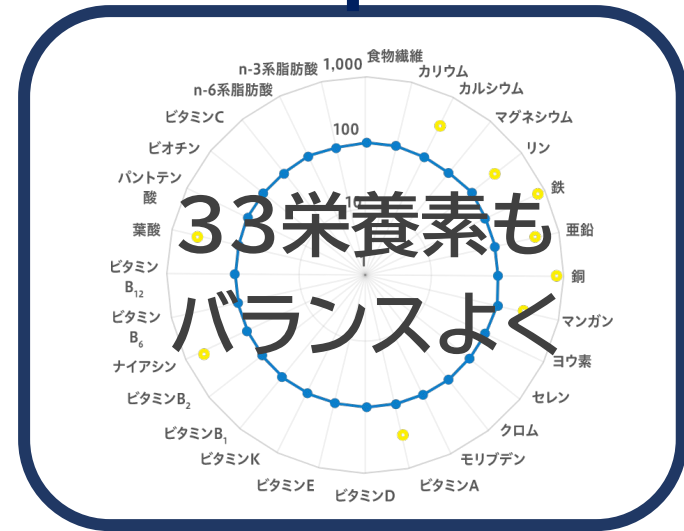 食物繊維
カリウム
カルシウム
マグネシウム
リン
鉄
亜鉛
銅
マンガン
ヨウ素
セレン
クロム
モリブデン
ビタミンA
ビタミンD
ビタミンE
ビタミンK
ビタミンB₁
ビタミンB₂
ナイアシン
ビタミン
B₆
ビタミン
B₁₂
葉酸
パントテン
酸
ビオチン
ビタミンC
n-6系脂肪酸
n-3系脂肪酸
1,000
100
10
33栄養素も
バランスよく